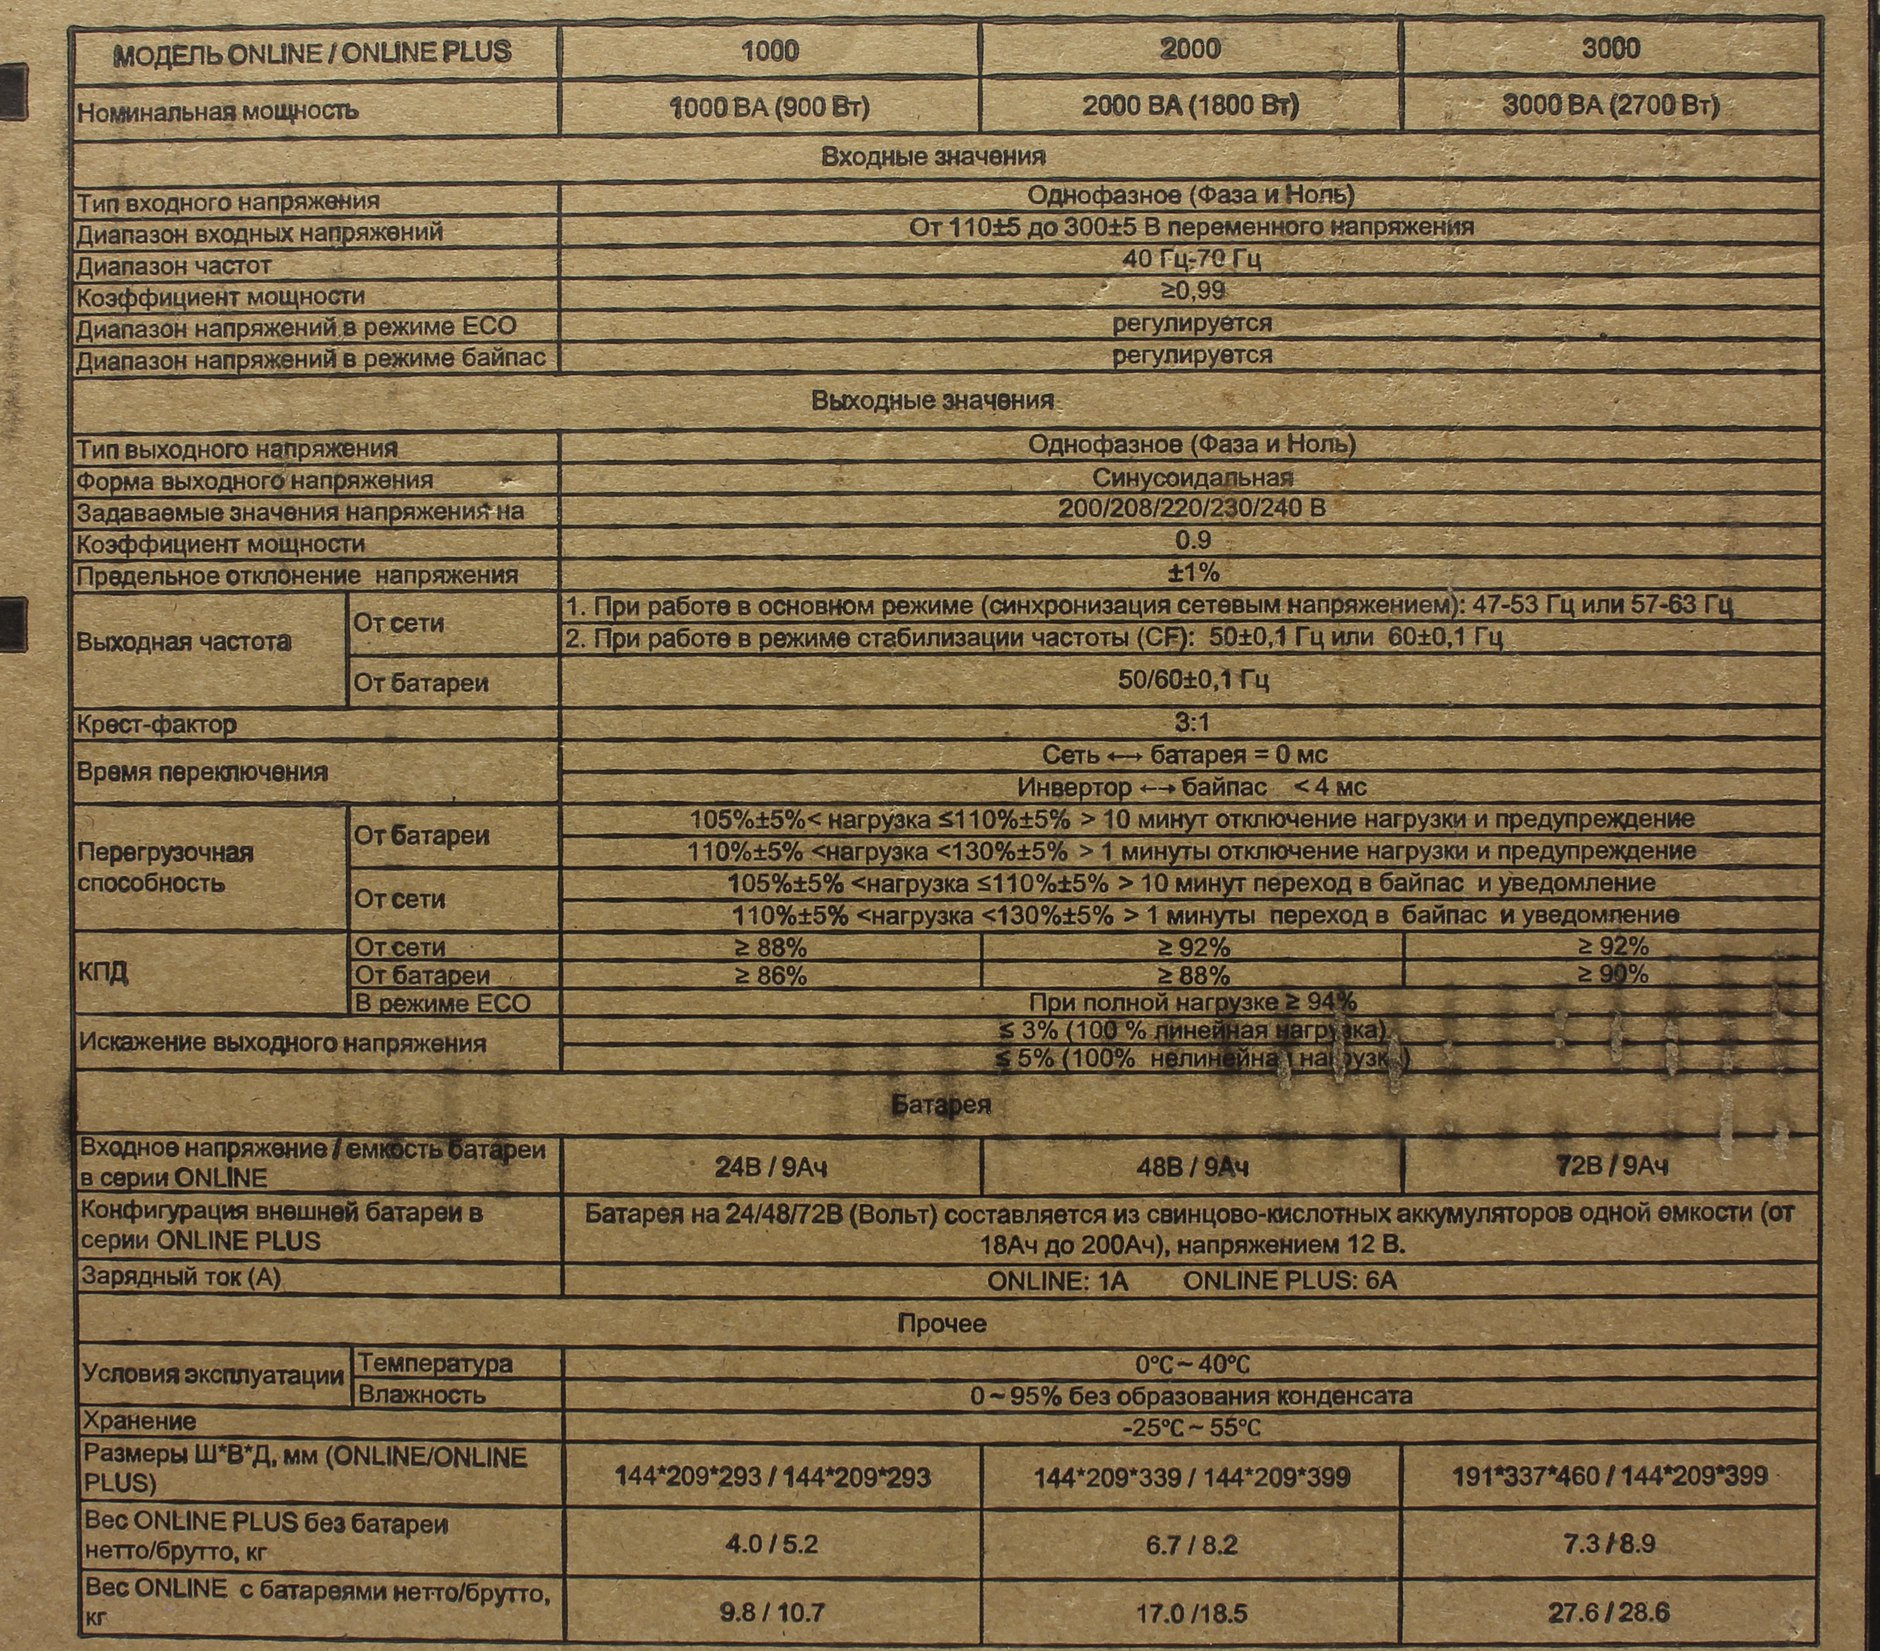 МОДЕЛЬ ONLINE / ONLINE PLUS 1000 2000 3000
Номинальная мощность 1000 ВА (900 Вт) 2000 ВА (1800 Вт) 3000 ВА (2700 Вт)
Входные значения
Тип входного напряжения Однофазное (Фаза и Ноль)
Диапазон входных напряжений От 110±5 до 300±5 В переменного напряжения
Диапазон частот 40 Гц-70 Гц
Коэффициент мощности ≥0,99
Диапазон напряжений в режиме ECO регулируется
Диапазон напряжений в режиме байпас регулируется
Выходные значения
Тип выходного напряжения Однофазное (Фаза и Ноль)
Форма выходного напряжения Синусоидальная
Задаваемые значения напряжения на 200/208/220/230/240 В
Коэффициент мощности 0.9
Предельное отклонение напряжения ±1%
Выходная частота От сети 1. При работе в основном режиме (синхронизация сетевым напряжением): 47-53 Гц или 57-63 Гц
2. При работе в режиме стабилизации частоты (CF): 50±0,1 Гц или 60±0,1 Гц
От батареи 50/60±0,1 Гц
Крест-фактор 3:1
Время переключения Сеть ↔ батарея = 0 мс
Инвертор ↔ байпас < 4 мс
Перегрузочная способность От батареи 105%±5%< нагрузка ≤110%±5% > 10 минут отключение нагрузки и предупреждение
110%±5% <нагрузка <130%±5% > 1 минуты отключение нагрузки и предупреждение
От сети 105%±5% <нагрузка ≤110%±5% > 10 минут переход в байпас и уведомление
110%±5% <нагрузка <130%±5% > 1 минуты переход в байпас и уведомление
КПД От сети ≥ 88% ≥ 92% ≥ 92%
От батареи ≥ 86% ≥ 88% ≥ 90%
В режиме ECO При полной нагрузке ≥ 94%
Искажение выходного напряжения ≤ 3% (100 % линейная нагрузка)
≤ 5% (100% нелинейная нагрузка)
Батарея
Входное напряжение / емкость батареи
в серии ONLINE 24В / 9Ач 48В / 9Ач 72В / 9Ач
Конфигурация внешней батареи в
серии ONLINE PLUS Батарея на 24/48/72В (Вольт) составляется из свинцово-кислотных аккумуляторов одной емкости (от
18Ач до 200Ач), напряжением 12 В.
Зарядный ток (А) ONLINE: 1А ONLINE PLUS: 6А
Прочее
Условия эксплуатации Температура 0°C ~ 40°C
Влажность 0 ~ 95% без образования конденсата
Хранение -25°C ~ 55°C
Размеры Ш*В*Д, мм (ONLINE/ONLINE
PLUS) 144*209*293 / 144*209*293 144*209*339 / 144*209*399 191*337*460 / 144*209*399
Вес ONLINE PLUS без батареи
нетто/брутто, кг 4.0 / 5.2 6.7 / 8.2 7.3 / 8.9
Вес ONLINE с батареями нетто/брутто,
кг 9.8 / 10.7 17.0 /18.5 27.6 / 28.6